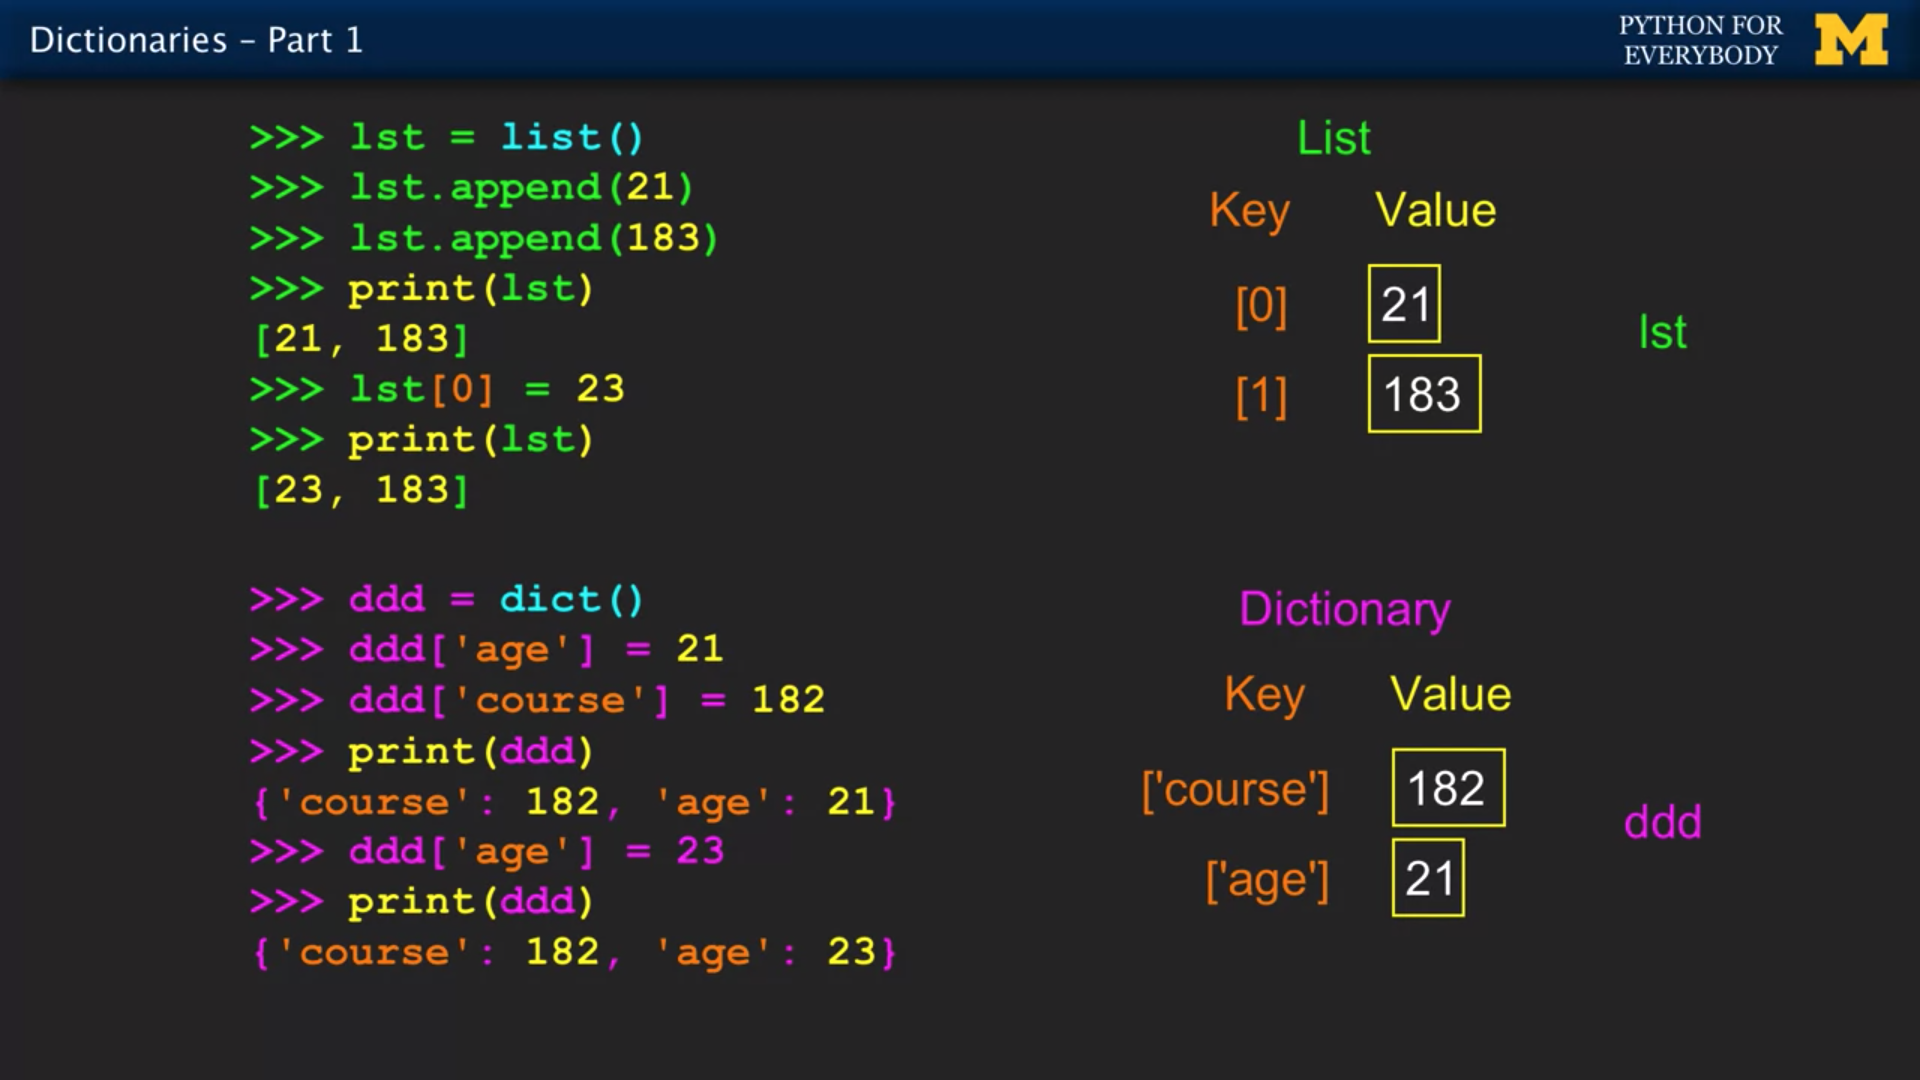 Dictionaries – Part 1
PYTHON FOR
EVERYBODY
M
>>> lst = list()
>>> lst.append(21)
>>> lst.append(183)
>>> print(lst)
[21, 183]
>>> lst[0] = 23
>>> print(lst)
[23, 183]
List
Key Value
[0] 21
lst
[1] 183
>>> ddd = dict()
>>> ddd['age'] = 21
>>> ddd['course'] = 182
>>> print(ddd)
{'course': 182, 'age': 21}
>>> ddd['age'] = 23
>>> print(ddd)
{'course': 182, 'age': 23}
Dictionary
Key Value
['course'] 182
ddd
['age'] 21